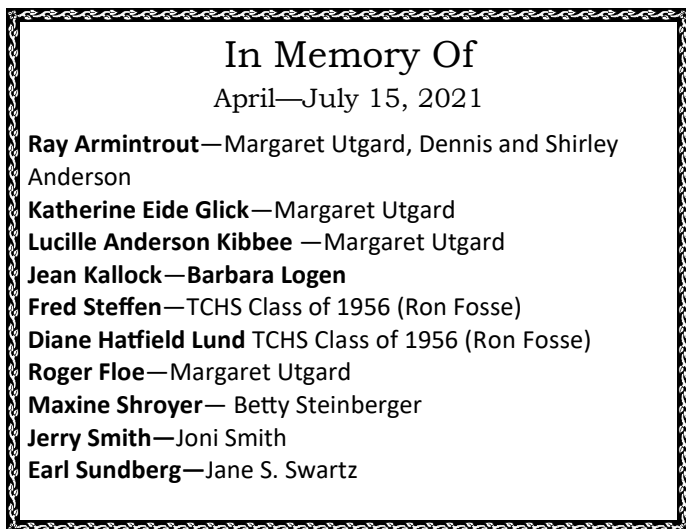 In Memory Of
April—July 15, 2021
Ray Armintrout—Margaret Utgard, Dennis and Shirley
Anderson
Katherine Eide Glick—Margaret Utgard
Lucille Anderson Kibbee —Margaret Utgard
Jean Kallock—Barbara Logen
Fred Steffen—TCHS Class of 1956 (Ron Fosse)
Diane Hatfield Lund TCHS Class of 1956 (Ron Fosse)
Roger Floe—Margaret Utgard
Maxine Shroyer— Betty Steinberger
Jerry Smith—Joni Smith
Earl Sundberg—Jane S. Swartz